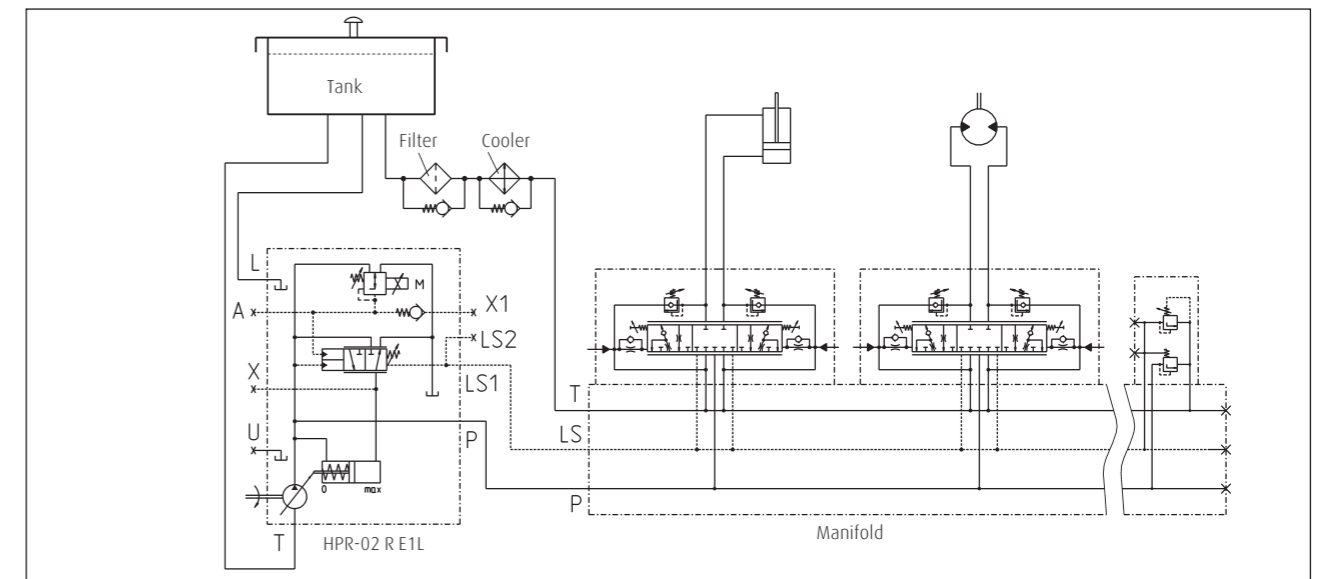 Tank
Filter
Cooler
L
M
A
X1
LS2
X
LS1
T
LS
U
P
0
max
P
T
HPR-02 R E1L
Manifold